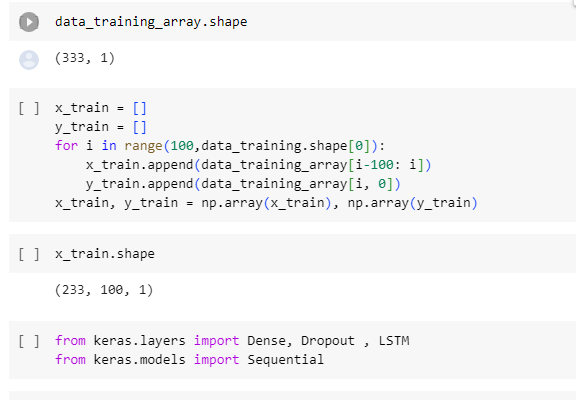 data_training_array.shape
(333, 1)
[ ] x_train = []
y_train = []
for i in range(100,data_training.shape[0]):
    x_train.append(data_training_array[i-100: i])
    y_train.append(data_training_array[i, 0])
x_train, y_train = np.array(x_train), np.array(y_train)
[ ] x_train.shape
(233, 100, 1)
[ ] from keras.layers import Dense, Dropout , LSTM
from keras.models import Sequential